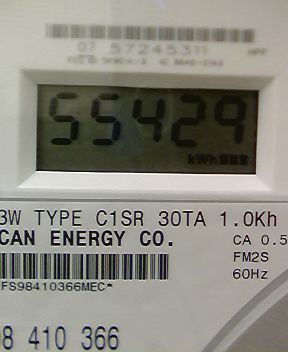 07 57245311
55429
kWh
3W TYPE C1SR 30TA 1.0Kh
CAN ENERGY CO.
CA 0.5
FM2S
60Hz
FS98410366MEC*
98 410 366